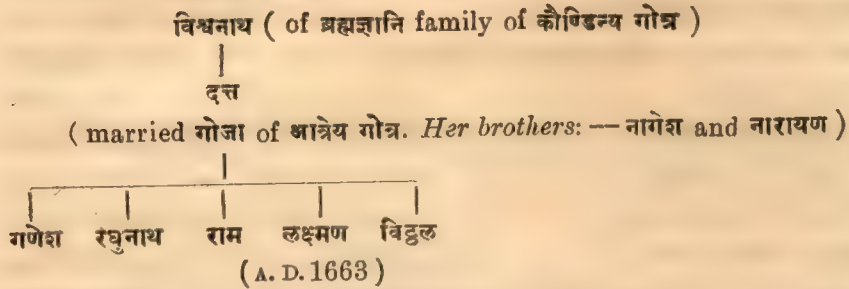 विश्वनाथ ( of ब्रह्मज्ञानि family of कौण्डिन्य गोत्र )
दत्त
( married गोजा of आत्रेय गोत्र. Her brothers: — नागेश and नारायण )
गणेश रघुनाथ राम लक्ष्मण विठ्ठल
( A. D. 1663 )